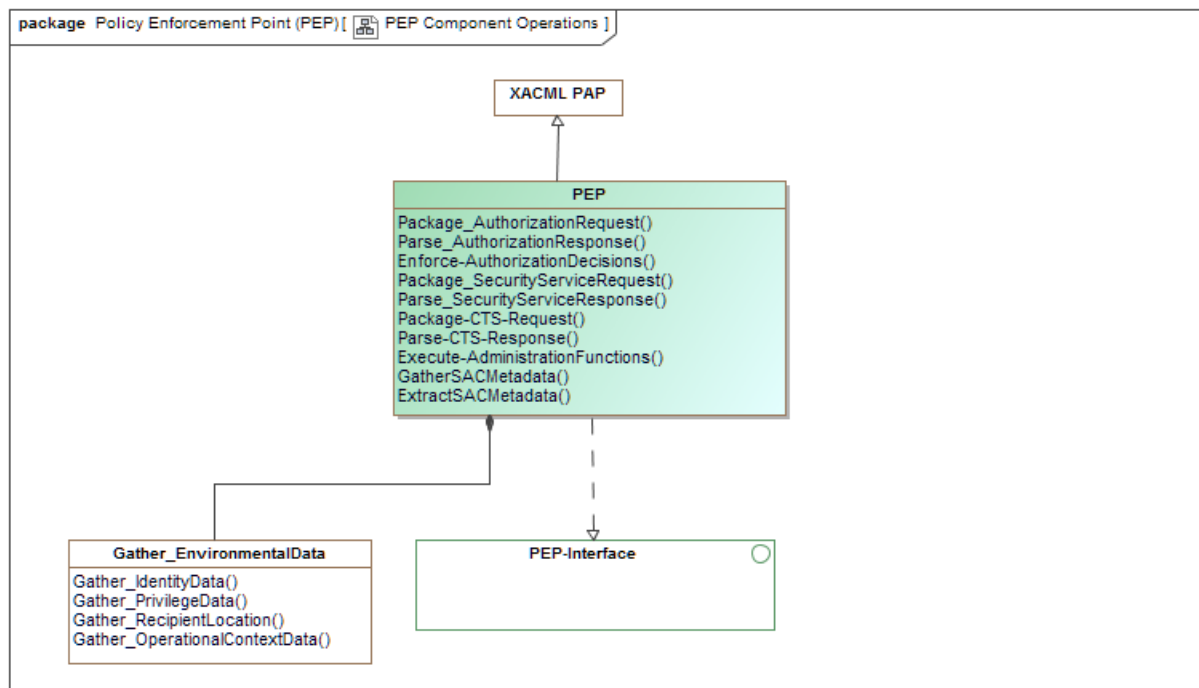 package Policy Enforcement Point (PEP) [ PEP Component Operations ]
XACML PAP
PEP
Package_AuthorizationRequest()
Parse_AuthorizationResponse()
Enforce-AuthorizationDecisions()
Package_SecurityServiceRequest()
Parse_SecurityServiceResponse()
Package-CTS-Request()
Parse-CTS-Response()
Execute-AdministrationFunctions()
GatherSACMetadata()
ExtractSACMetadata()
Gather_EnvironmentalData
Gather_IdentityData()
Gather_PrivilegeData()
Gather_RecipientLocation()
Gather_OperationalContextData()
PEP-Interface